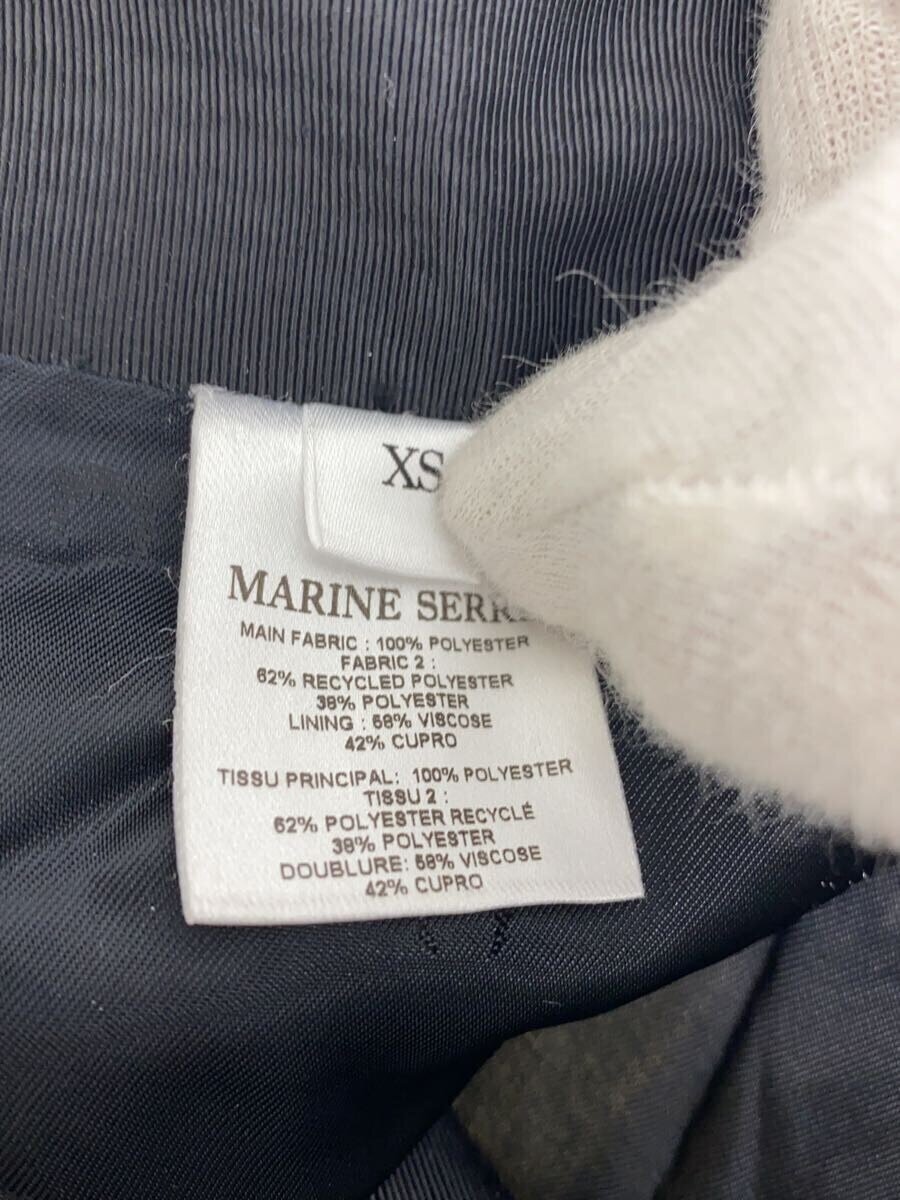 XS
MARINE SERRE
MAIN FABRIC : 100% POLYESTER
FABRIC 2 :
62% RECYCLED POLYESTER
38% POLYESTER
LINING : 58% VISCOSE
42% CUPRO
TISSU PRINCIPAL: 100% POLYESTER
TISSU 2 :
62% POLYESTER RECYCLÉ
38% POLYESTER
DOUBLURE: 58% VISCOSE
42% CUPRO